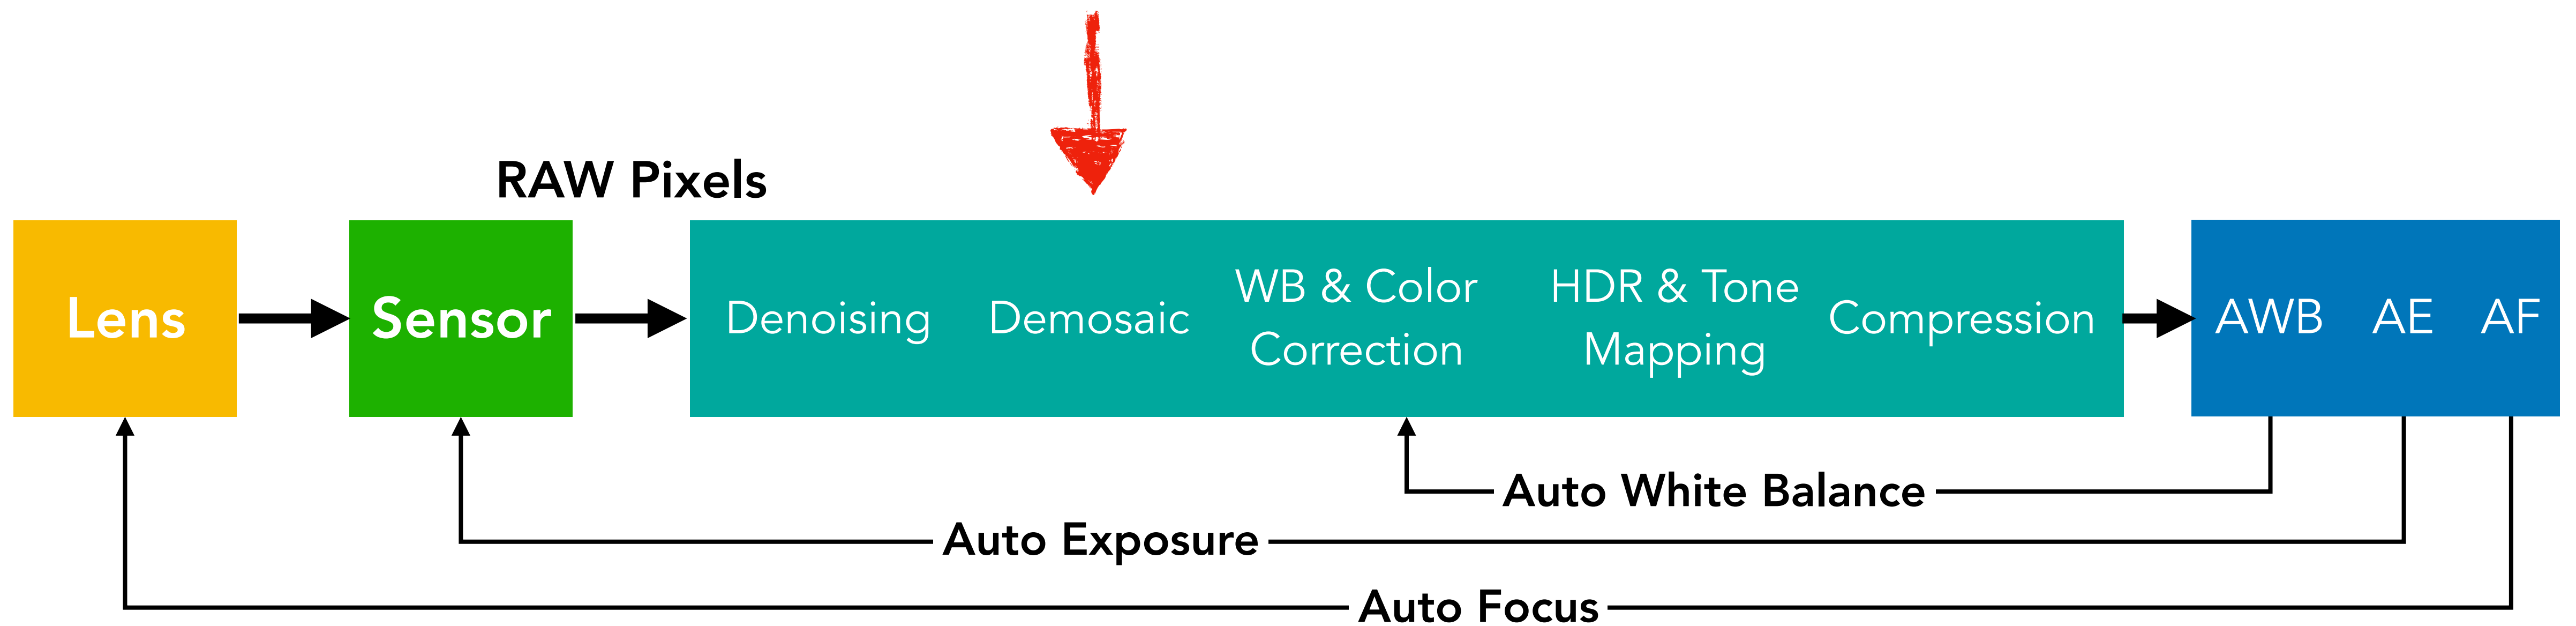 RAW Pixels
Lens
Sensor
Denoising
Demosaic
WB & Color
Correction
HDR & Tone
Mapping
Compression
AWB
AE
AF
Auto White Balance
Auto Exposure
Auto Focus